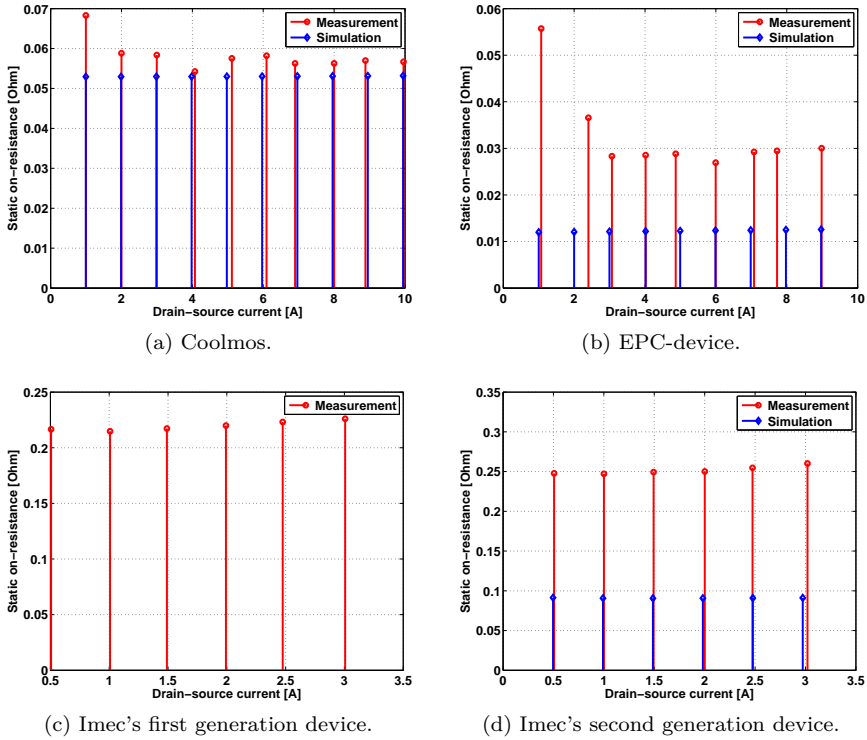 0.07
0.06
0.05
0.04
0.03
0.02
0.01
0
Static on−resistance [Ohm]
Measurement
Simulation
0 2 4 6 8 10
Drain−source current [A]
(a) Coolmos.
0.06
0.05
0.04
0.03
0.02
0.01
0
Static on−resistance [Ohm]
Measurement
Simulation
0 2 4 6 8 10
Drain−source current [A]
(b) EPC-device.
0.25
0.2
0.15
0.1
0.05
0
Static on−resistance [Ohm]
Measurement
0.5 1 1.5 2 2.5 3 3.5
Drain−source current [A]
(c) Imec's first generation device.
0.35
0.3
0.25
0.2
0.15
0.1
0.05
0
Static on−resistance [Ohm]
Measurement
Simulation
0 0.5 1 1.5 2 2.5 3 3.5
Drain−source current [A]
(d) Imec's second generation device.